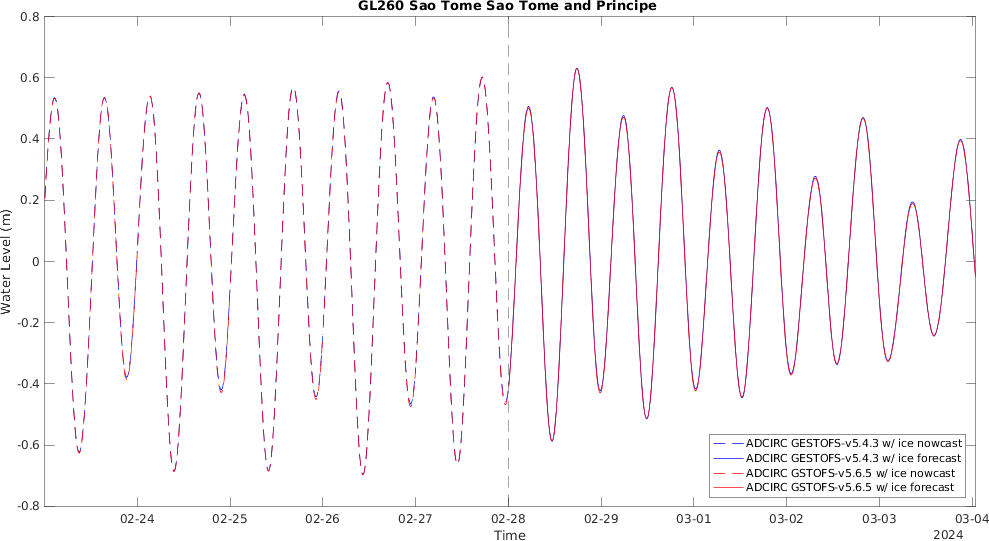 GL260 Sao Tome Sao Tome and Principe
0.8
0.6
0.4
0.2
0
-0.2
-0.4
-0.6
-0.8
Water Level (m)
ADCIRC GESTOFS-v5.4.3 w/ ice nowcast
ADCIRC GESTOFS-v5.4.3 w/ ice forecast
ADCIRC GSTOFS-v5.6.5 w/ ice nowcast
ADCIRC GSTOFS-v5.6.5 w/ ice forecast
02-24 02-25 02-26 02-27 02-28 02-29 03-01 03-02 03-03 03-04
Time
2024